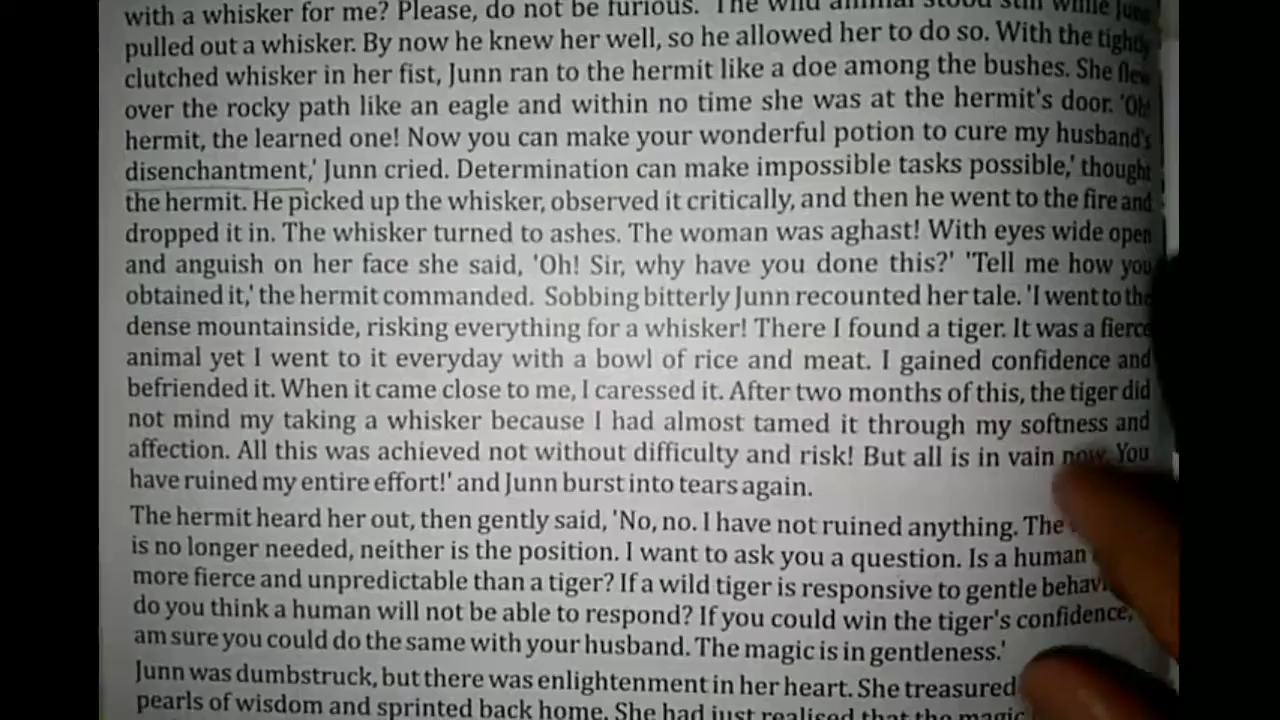 with a whisker for me? Please, do not be furious. 'The wild animal stood still while Junn
pulled out a whisker. By now he knew her well, so he allowed her to do so. With the tightly
clutched whisker in her fist, Junn ran to the hermit like a doe among the bushes. She flew
over the rocky path like an eagle and within no time she was at the hermit's door. 'Oh!
hermit, the learned one! Now you can make your wonderful potion to cure my husband's
disenchantment,' Junn cried. Determination can make impossible tasks possible,' thought
the hermit. He picked up the whisker, observed it critically, and then he went to the fire and
dropped it in. The whisker turned to ashes. The woman was aghast! With eyes wide open
and anguish on her face she said, 'Oh! Sir, why have you done this?' 'Tell me how you
obtained it,' the hermit commanded. Sobbing bitterly Junn recounted her tale. 'I went to the
dense mountainside, risking everything for a whisker! There I found a tiger. It was a fierce
animal yet I went to it everyday with a bowl of rice and meat. I gained confidence and
befriended it. When it came close to me, I caressed it. After two months of this, the tiger did
not mind my taking a whisker because I had almost tamed it through my softness and
affection. All this was achieved not without difficulty and risk! But all is in vain now. You
have ruined my entire effort!' and Junn burst into tears again.
The hermit heard her out, then gently said, 'No, no. I have not ruined anything. The
is no longer needed, neither is the position. I want to ask you a question. Is a human
more fierce and unpredictable than a tiger? If a wild tiger is responsive to gentle
do you think a human will not be able to respond? If you could win the tiger's confidence,
am sure you could do the same with your husband. The magic is in gentleness.'
Junn was dumbstruck, but there was enlightenment in her heart. She treasured
pearls of wisdom and sprinted back home. She had just realised that the magic